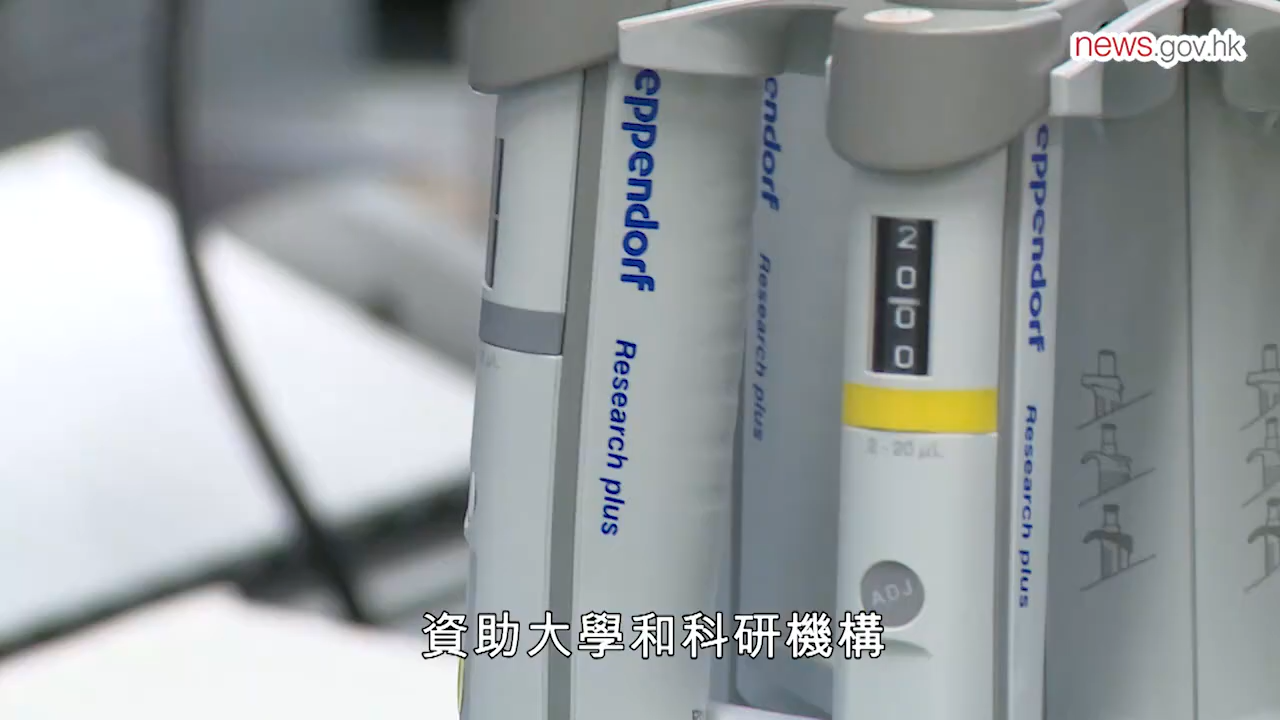 news.gov.hk
eppendorf
Research plus
endorf
Research plus
2
0
0
0
2 - 20 µL
ADJ
eppendorf
Research plus
資助大學和科研機構